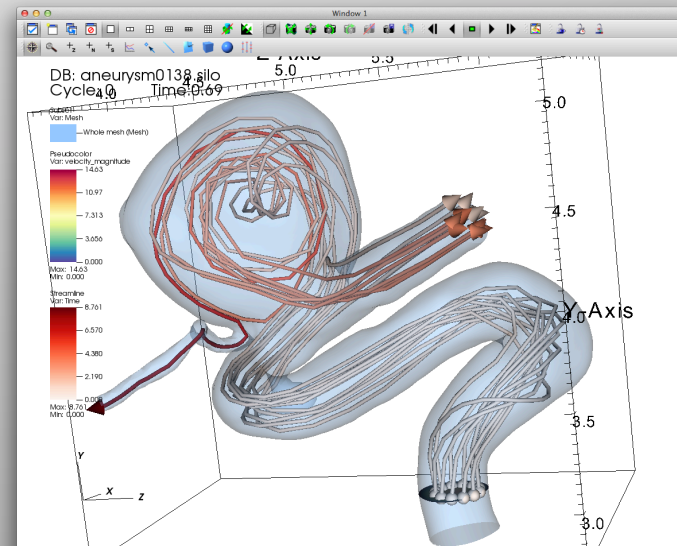 Window 1
Z-Axis
DB: aneurysm0138.silo
Cycle: 0 Time:0.69
4.0
4.5
5.0
5.5
Var: Mesh
Whole mesh (Mesh)
Pseudocolor
Var: velocity_magnitude
14.63
10.97
7.313
3.656
0.000
Max: 14.63
Min: 0.000
Streamline
Var: Time
8.761
6.570
4.380
2.190
0.000
Max: 8.761
Min: 0.000
5.0
4.5
4.0
Y-Axis
3.5
3.0
Y
X
Z